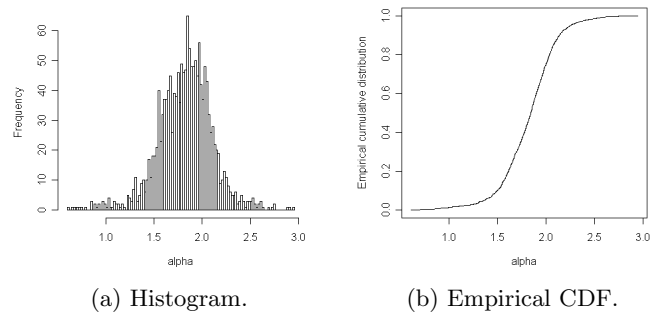 Frequency
0 10 20 30 40 50 60
1.0 1.5 2.0 2.5 3.0
alpha
(a) Histogram.
Empirical cumulative distribution
0.0 0.2 0.4 0.6 0.8 1.0
1.0 1.5 2.0 2.5 3.0
alpha
(b) Empirical CDF.